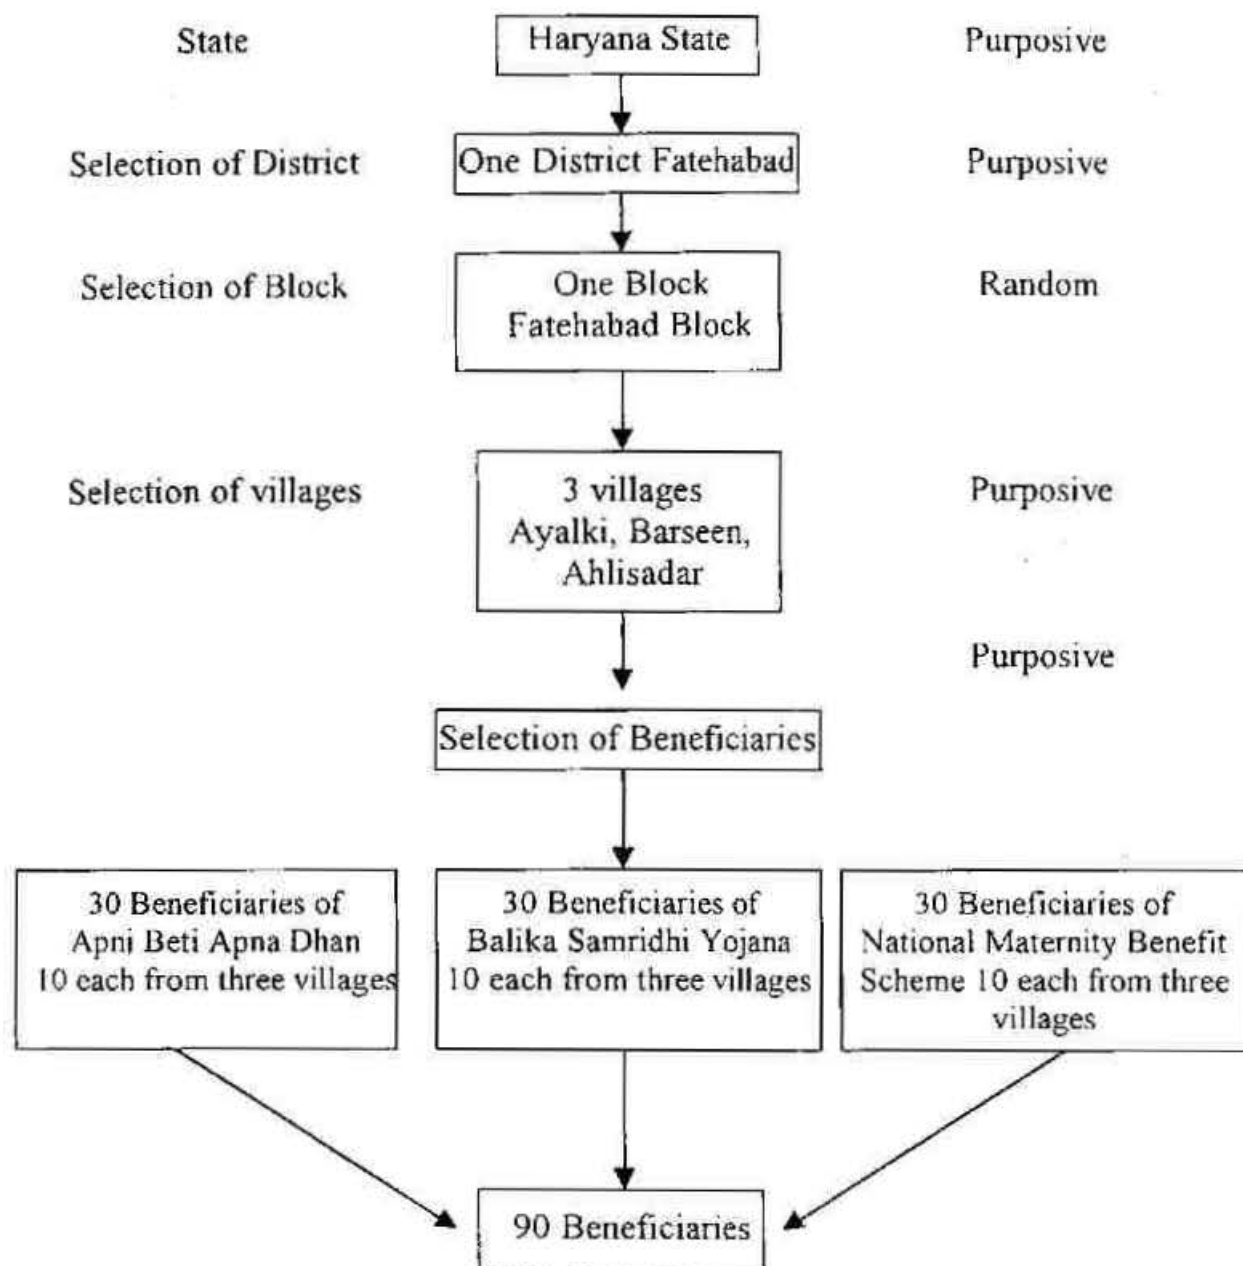 State
Haryana State
Purposive
Selection of District
One District Fatehabad
Purposive
Selection of Block
One Block
Fatehabad Block
Random
Selection of villages
3 villages
Ayalki, Barseen,
Ahlisadar
Purposive
Purposive
Selection of Beneficiaries
30 Beneficiaries of
Apni Beti Apna Dhan
10 each from three villages
30 Beneficiaries of
Balika Samridhi Yojana
10 each from three villages
30 Beneficiaries of
National Maternity Benefit
Scheme 10 each from three
villages
90 Beneficiaries